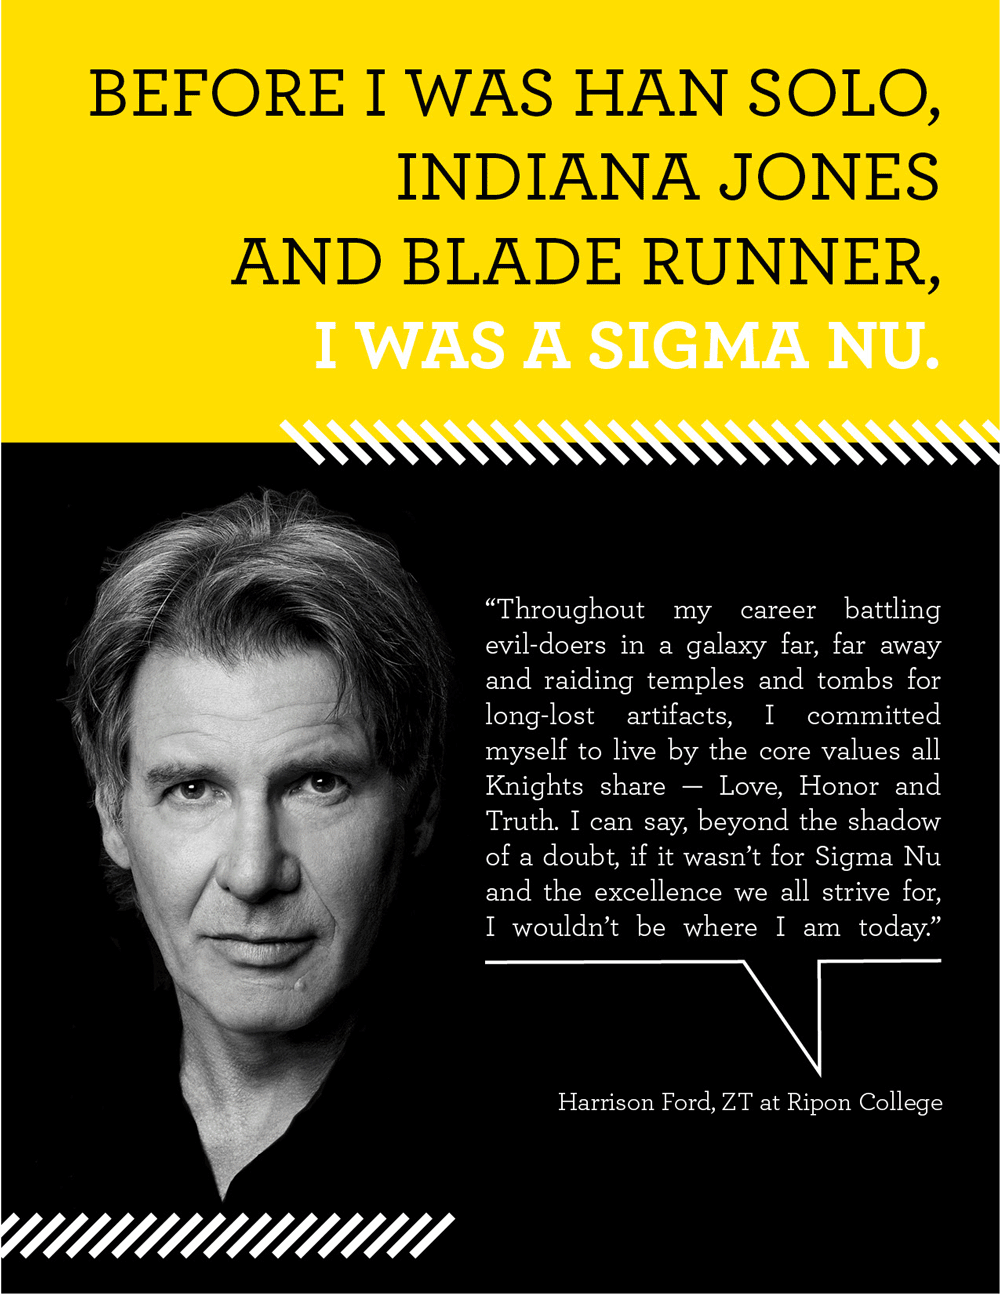 BEFORE I WAS HAN SOLO,
INDIANA JONES
AND BLADE RUNNER,
I WAS A SIGMA NU.
“Throughout my career battling
evil-doers in a galaxy far, far away
and raiding temples and tombs for
long-lost artifacts, I committed
myself to live by the core values all
Knights share — Love, Honor and
Truth. I can say, beyond the shadow
of a doubt, if it wasn’t for Sigma Nu
and the excellence we all strive for,
I wouldn’t be where I am today.”
Harrison Ford, ZT at Ripon College